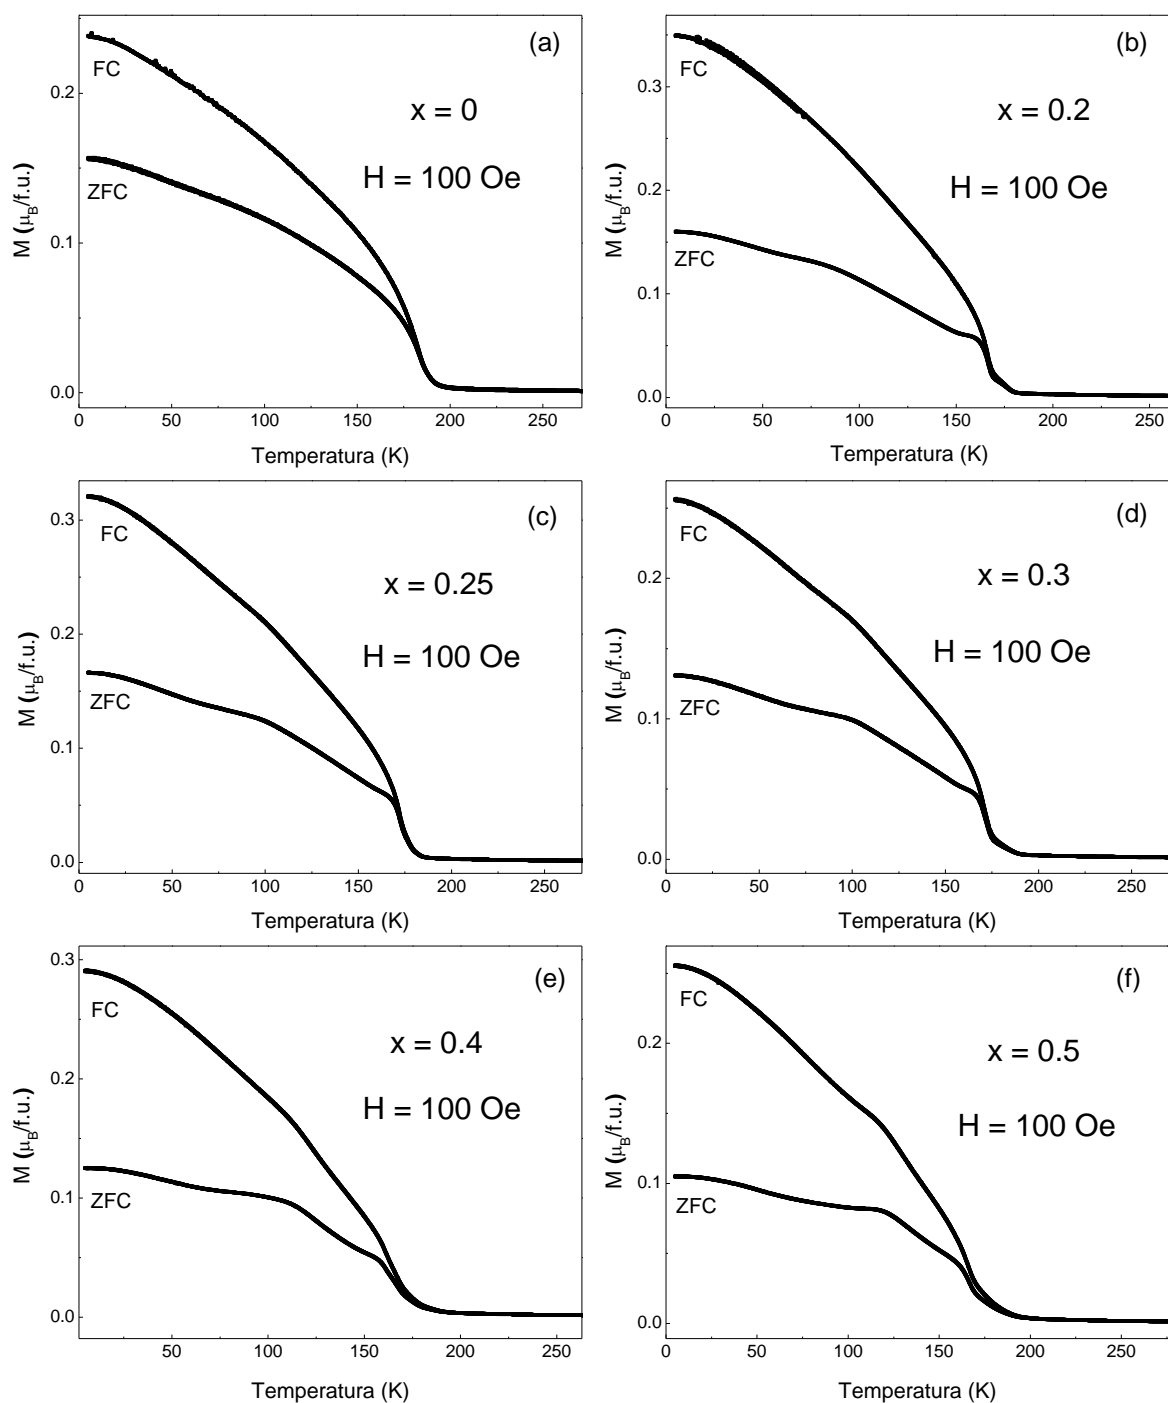 (a)
FC
x = 0
0.2
H = 100 Oe
ZFC
M (μB/f.u.)
0.1
0.0
0 50 100 150 200 250
Temperatura (K)
(b)
FC
0.3
x = 0.2
H = 100 Oe
0.2
M (μB/f.u.)
ZFC
0.1
0.0
0 50 100 150 200 250
Temperatura (K)
(c)
0.3
FC
x = 0.25
0.2
H = 100 Oe
M (μB/f.u.)
ZFC
0.1
0.0
50 100 150 200 250
Temperatura (K)
(d)
FC
x = 0.3
0.2
H = 100 Oe
M (μB/f.u.)
ZFC
0.1
0.0
0 50 100 150 200 250
Temperatura (K)
(e)
0.3
FC
x = 0.4
0.2
H = 100 Oe
M (μB/f.u.)
ZFC
0.1
0.0
50 100 150 200 250
Temperatura (K)
(f)
FC
x = 0.5
0.2
H = 100 Oe
M (μB/f.u.)
ZFC
0.1
0.0
0 50 100 150 200 250
Temperatura (K)